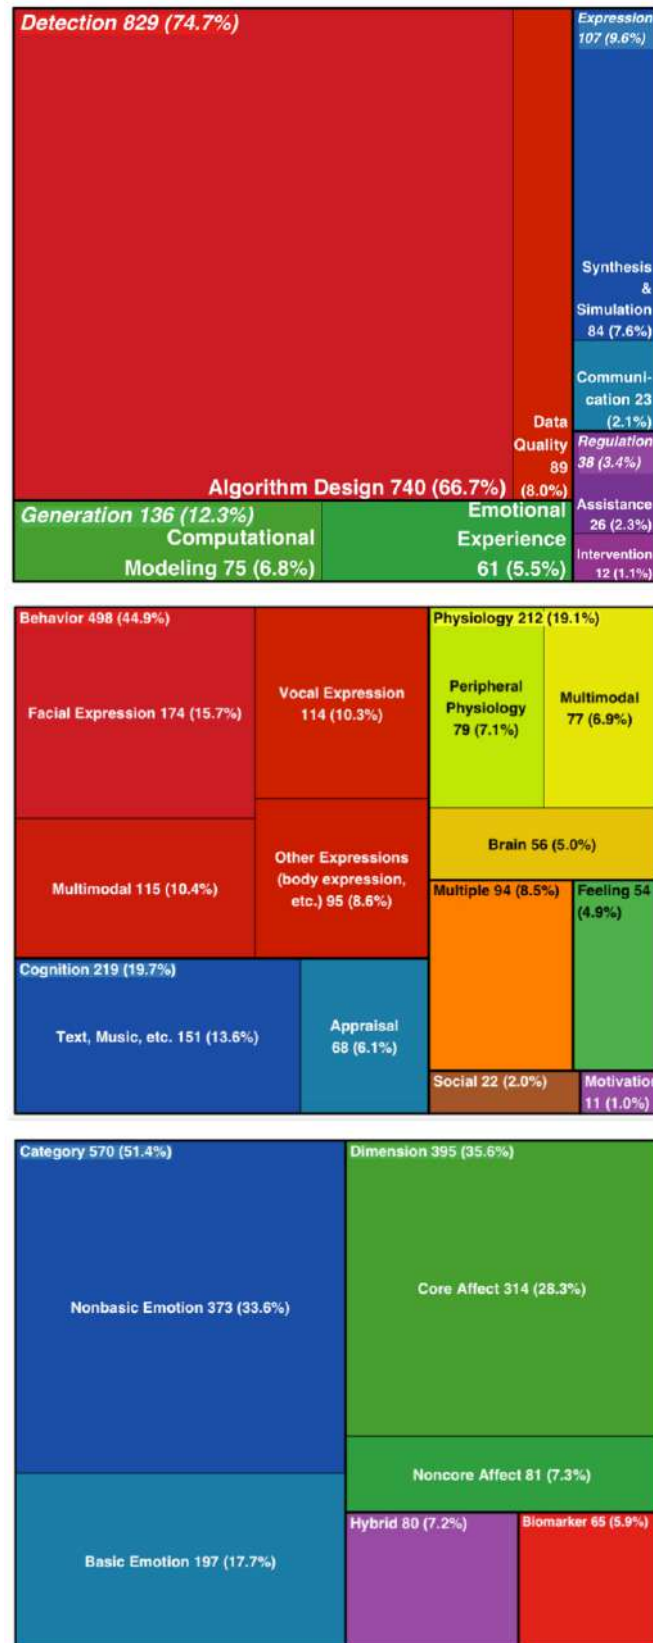 Detection 829 (74.7%)
Algorithm Design 740 (66.7%)
Data
Quality
89
(8.0%)
Expression
107 (9.6%)
Synthesis
&
Simulation
84 (7.6%)
Communi-
cation 23
(2.1%)
Regulation
38 (3.4%)
Assistance
26 (2.3%)
Intervention
12 (1.1%)
Generation 136 (12.3%)
Computational
Modeling 75 (6.8%)
Emotional
Experience
61 (5.5%)
Behavior 498 (44.9%)
Facial Expression 174 (15.7%)
Vocal Expression
114 (10.3%)
Multimodal 115 (10.4%)
Other Expressions
(body expression,
etc.) 95 (8.6%)
Physiology 212 (19.1%)
Peripheral
Physiology
79 (7.1%)
Multimodal
77 (6.9%)
Brain 56 (5.0%)
Multiple 94 (8.5%)
Feeling 54
(4.9%)
Cognition 219 (19.7%)
Text, Music, etc. 151 (13.6%)
Appraisal
68 (6.1%)
Social 22 (2.0%)
Motivation
11 (1.0%)
Category 570 (51.4%)
Nonbasic Emotion 373 (33.6%)
Basic Emotion 197 (17.7%)
Dimension 395 (35.6%)
Core Affect 314 (28.3%)
Noncore Affect 81 (7.3%)
Hybrid 80 (7.2%)
Biomarker 65 (5.9%)